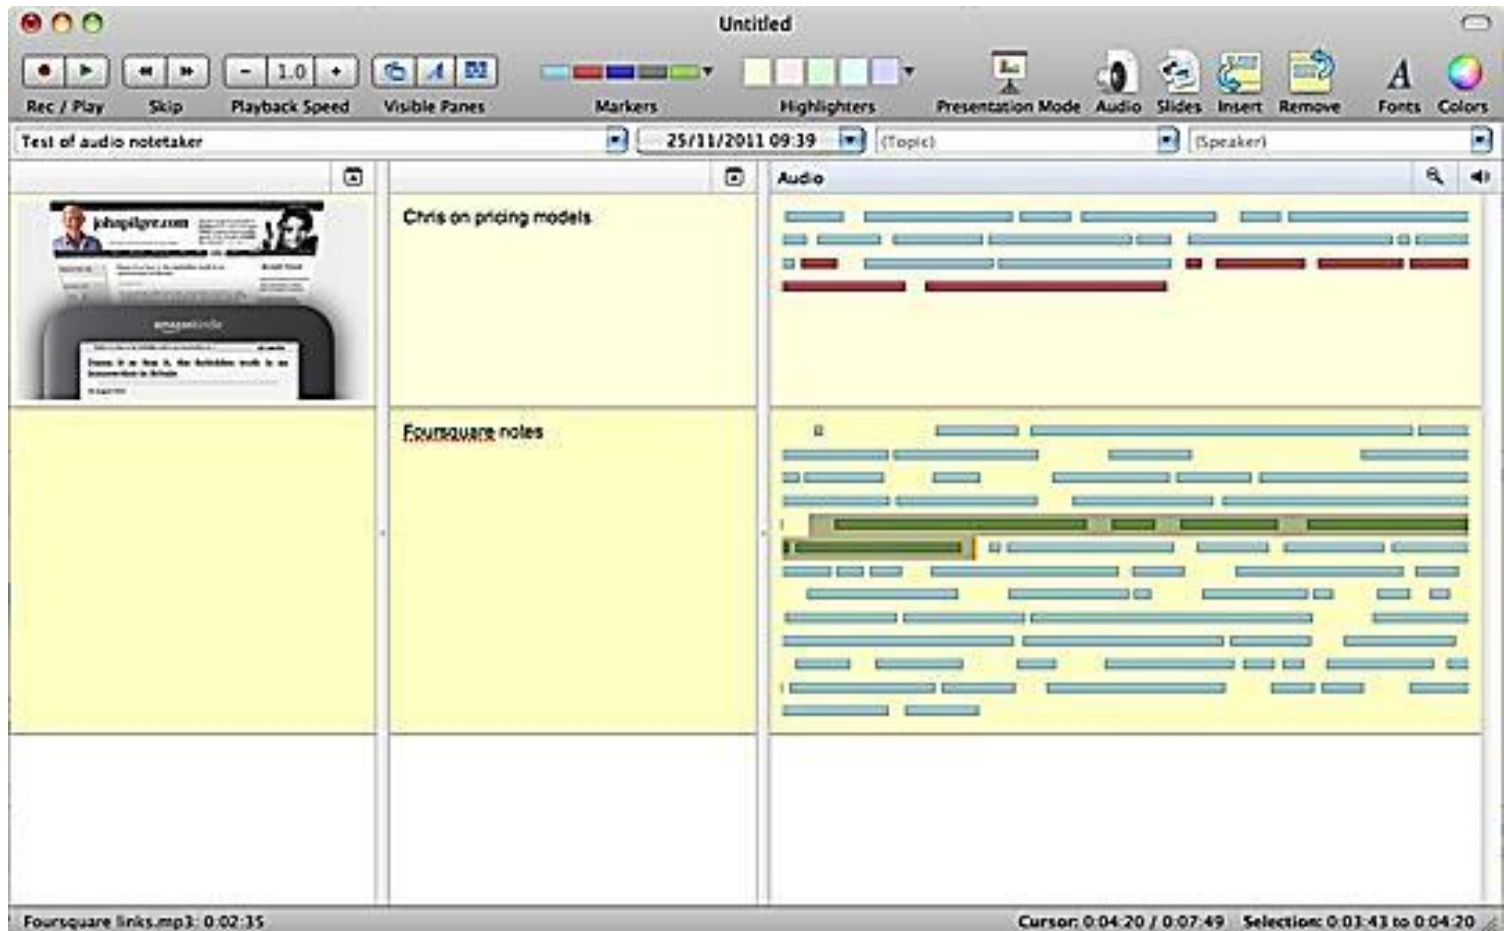 Untitled
1.0
Rec / Play Skip Playback Speed Visible Panes Markers Highlighters Presentation Mode Audio Slides Insert Remove Fonts Colors
Test of audio notetaker 25/11/2011 09:39 (Topic) (Speaker)
Audio
johnpilger.com
Chris on pricing models
amazonkindle
Foursquare notes
Foursquare links.mp3: 0:02:35 Cursor: 0:04:20 / 0:07:49 Selection: 0:03:43 to 0:04:20